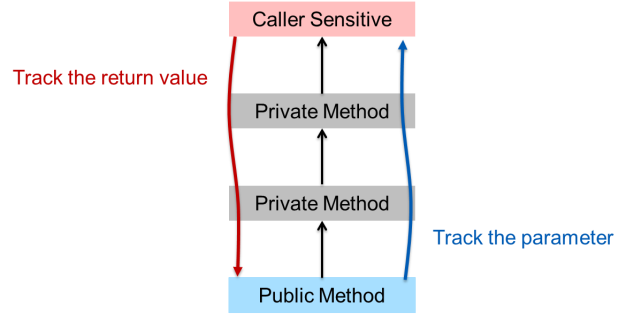 Caller Sensitive
Track the return value
Private Method
Private Method
Track the parameter
Public Method